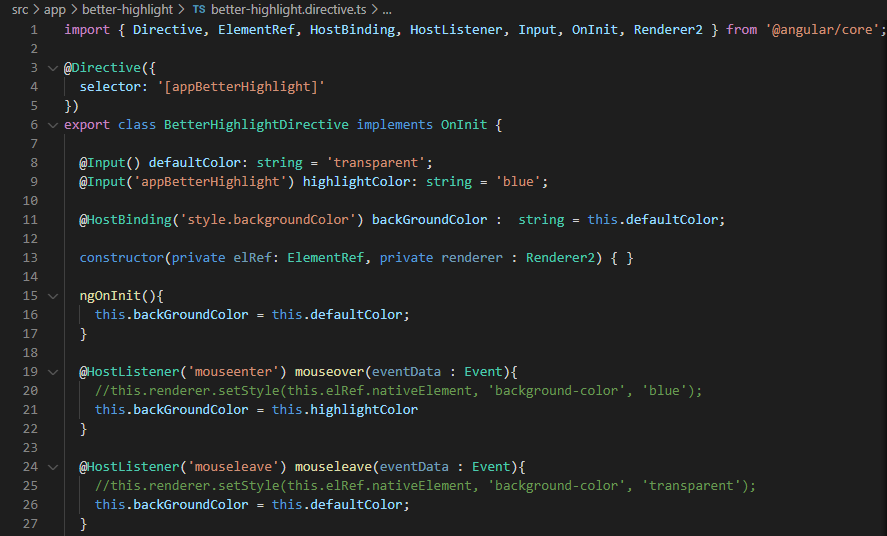 src > app > better-highlight > TS better-highlight.directive.ts > ...
1 import { Directive, ElementRef, HostBinding, HostListener, Input, OnInit, Renderer2 } from '@angular/core';
2
3 @Directive({
4   selector: '[appBetterHighlight]'
5 })
6 export class BetterHighlightDirective implements OnInit {
7
8   @Input() defaultColor: string = 'transparent';
9   @Input('appBetterHighlight') highlightColor: string = 'blue';
10
11   @HostBinding('style.backgroundColor') backGroundColor :  string = this.defaultColor;
12
13   constructor(private elRef: ElementRef, private renderer : Renderer2) { }
14
15   ngOnInit(){
16     this.backGroundColor = this.defaultColor;
17   }
18
19   @HostListener('mouseenter') mouseover(eventData : Event){
20     //this.renderer.setStyle(this.elRef.nativeElement, 'background-color', 'blue');
21     this.backGroundColor = this.highlightColor
22   }
23
24   @HostListener('mouseleave') mouseleave(eventData : Event){
25     //this.renderer.setStyle(this.elRef.nativeElement, 'background-color', 'transparent');
26     this.backGroundColor = this.defaultColor;
27   }